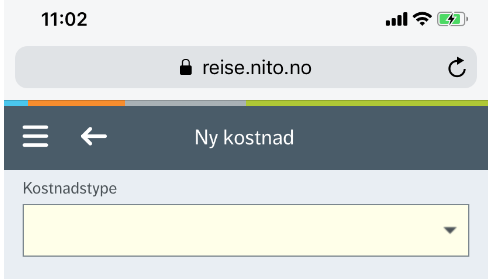 11:02
reise.nito.no
Ny kostnad
Kostnadstype